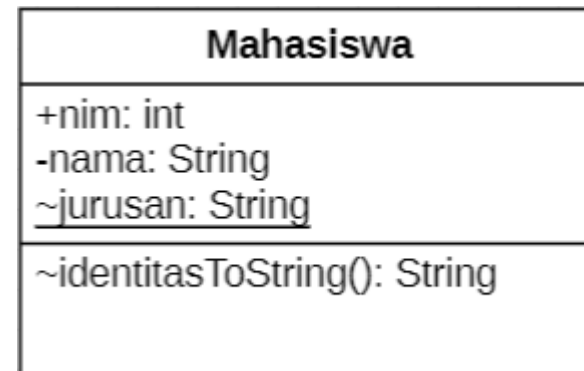 Mahasiswa
+nim: int
-nama: String
~jurusan: String
~identitasToString(): String